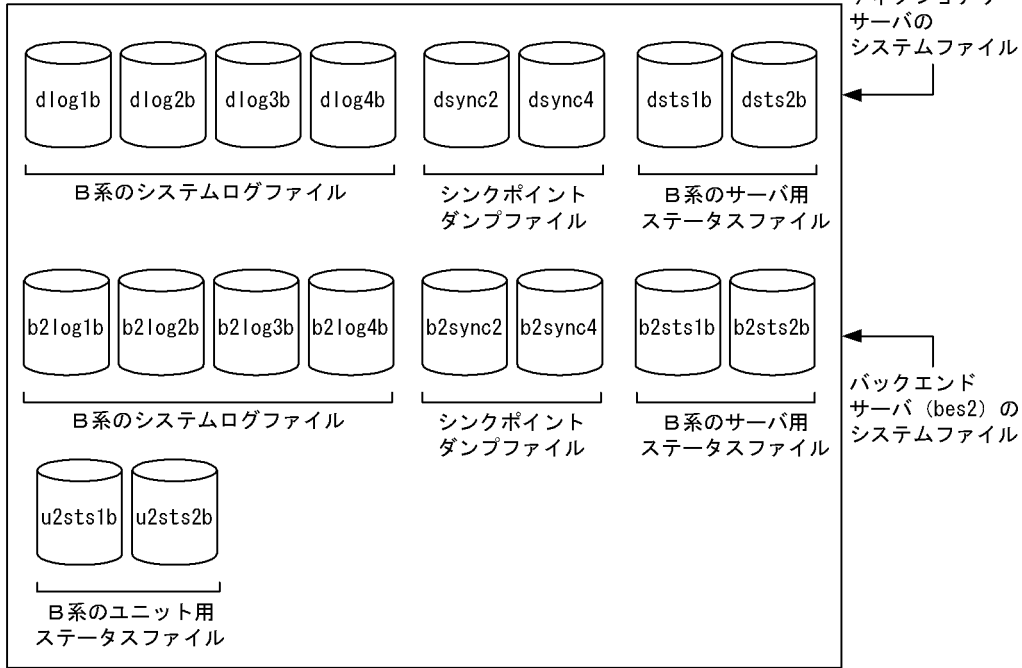 サーバの
システムファイル
dlog1b dlog2b dlog3b dlog4b dsync2 dsync4 dsts1b dsts2b
B系のシステムログファイル
シンクポイント
ダンプファイル
B系のサーバ用
ステータスファイル
b2log1b b2log2b b2log3b b2log4b b2sync2 b2sync4 b2sts1b b2sts2b
B系のシステムログファイル
シンクポイント
ダンプファイル
B系のサーバ用
ステータスファイル
バックエンド
サーバ（bes2）の
システムファイル
u2sts1b u2sts2b
B系のユニット用
ステータスファイル